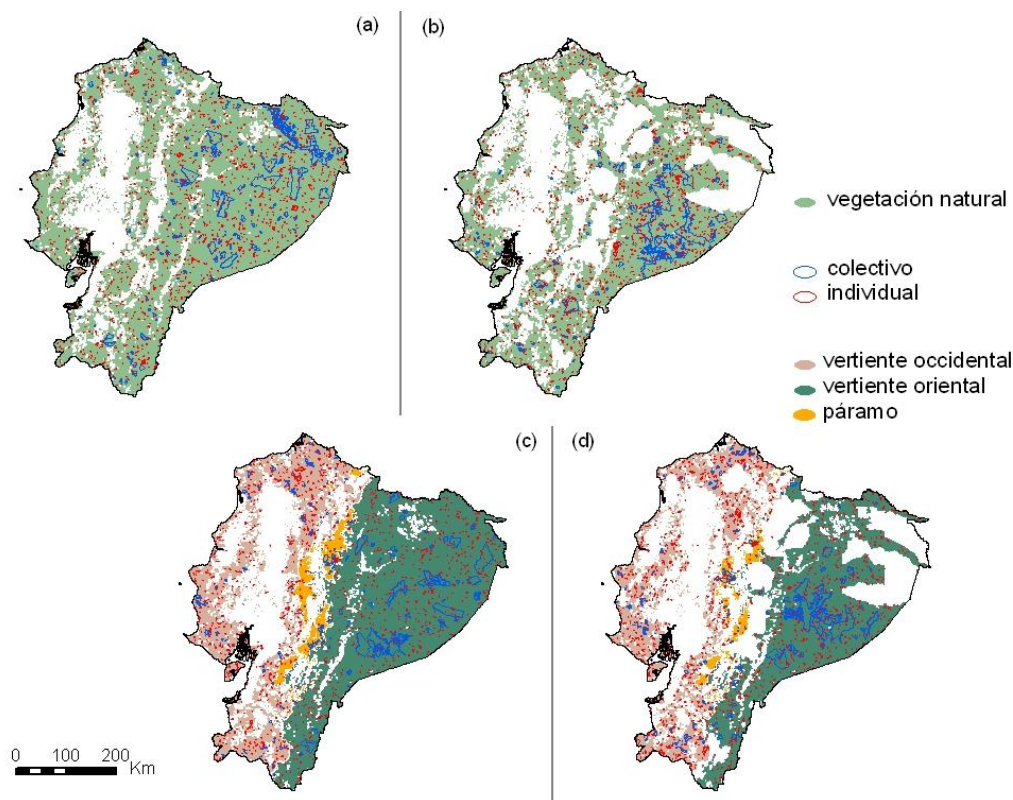 (a)
(b)
vegetación natural
colectivo
individual
vertiente occidental
vertiente oriental
páramo
(c)
(d)
0 100 200
Km